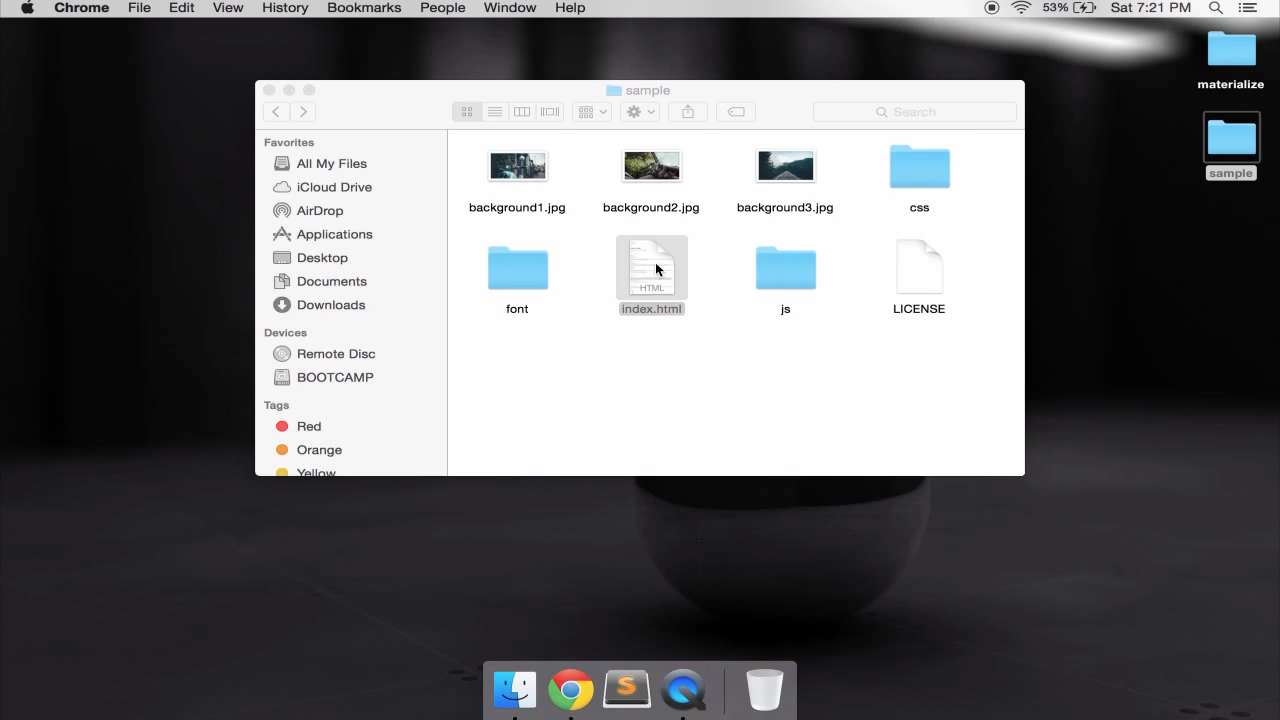 Chrome File Edit View History Bookmarks People Window Help 53% Sat 7:21 PM
materialize
sample
sample
Search
Favorites
All My Files
iCloud Drive
AirDrop
Applications
Desktop
Documents
Downloads
Devices
Remote Disc
BOOTCAMP
Tags
Red
Orange
Yellow
background1.jpg background2.jpg background3.jpg css
HTML
font index.html js LICENSE
S